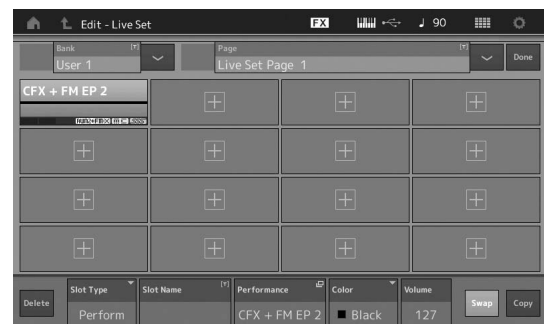 Edit - Live Set FX 90
Bank [T]
User 1
Page [T]
Live Set Page 1
Done
CFX + FM EP 2
Delete
Slot Type
Perform
Slot Name [T]
Performance
CFX + FM EP 2
Color
Black
Volume
127
Swap
Copy